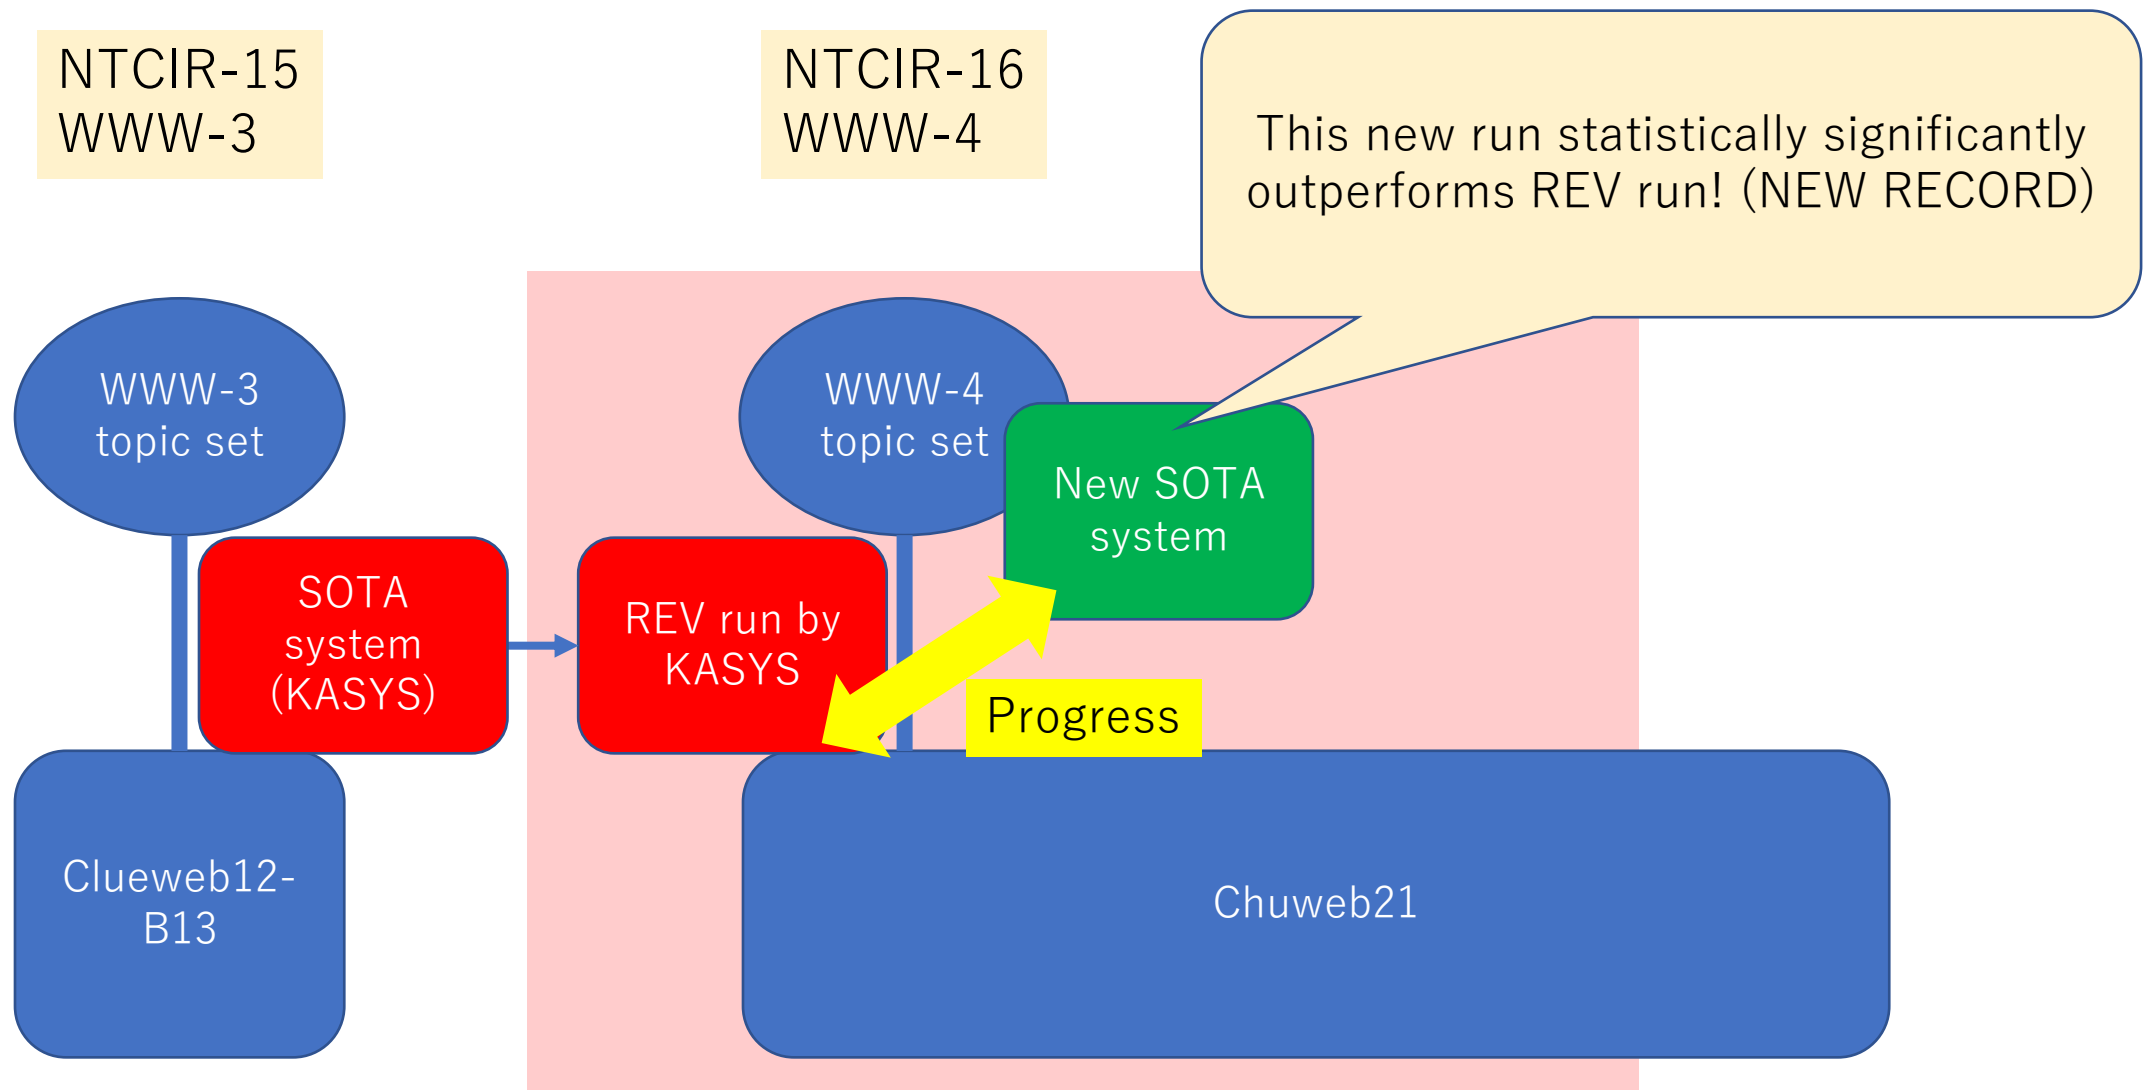 NTCIR-15
WWW-3
NTCIR-16
WWW-4
This new run statistically significantly
outperforms REV run! (NEW RECORD)
WWW-3
topic set
WWW-4
topic set
New SOTA
system
SOTA
system
(KASYS)
REV run by
KASYS
Progress
Clueweb12-
B13
Chuweb21